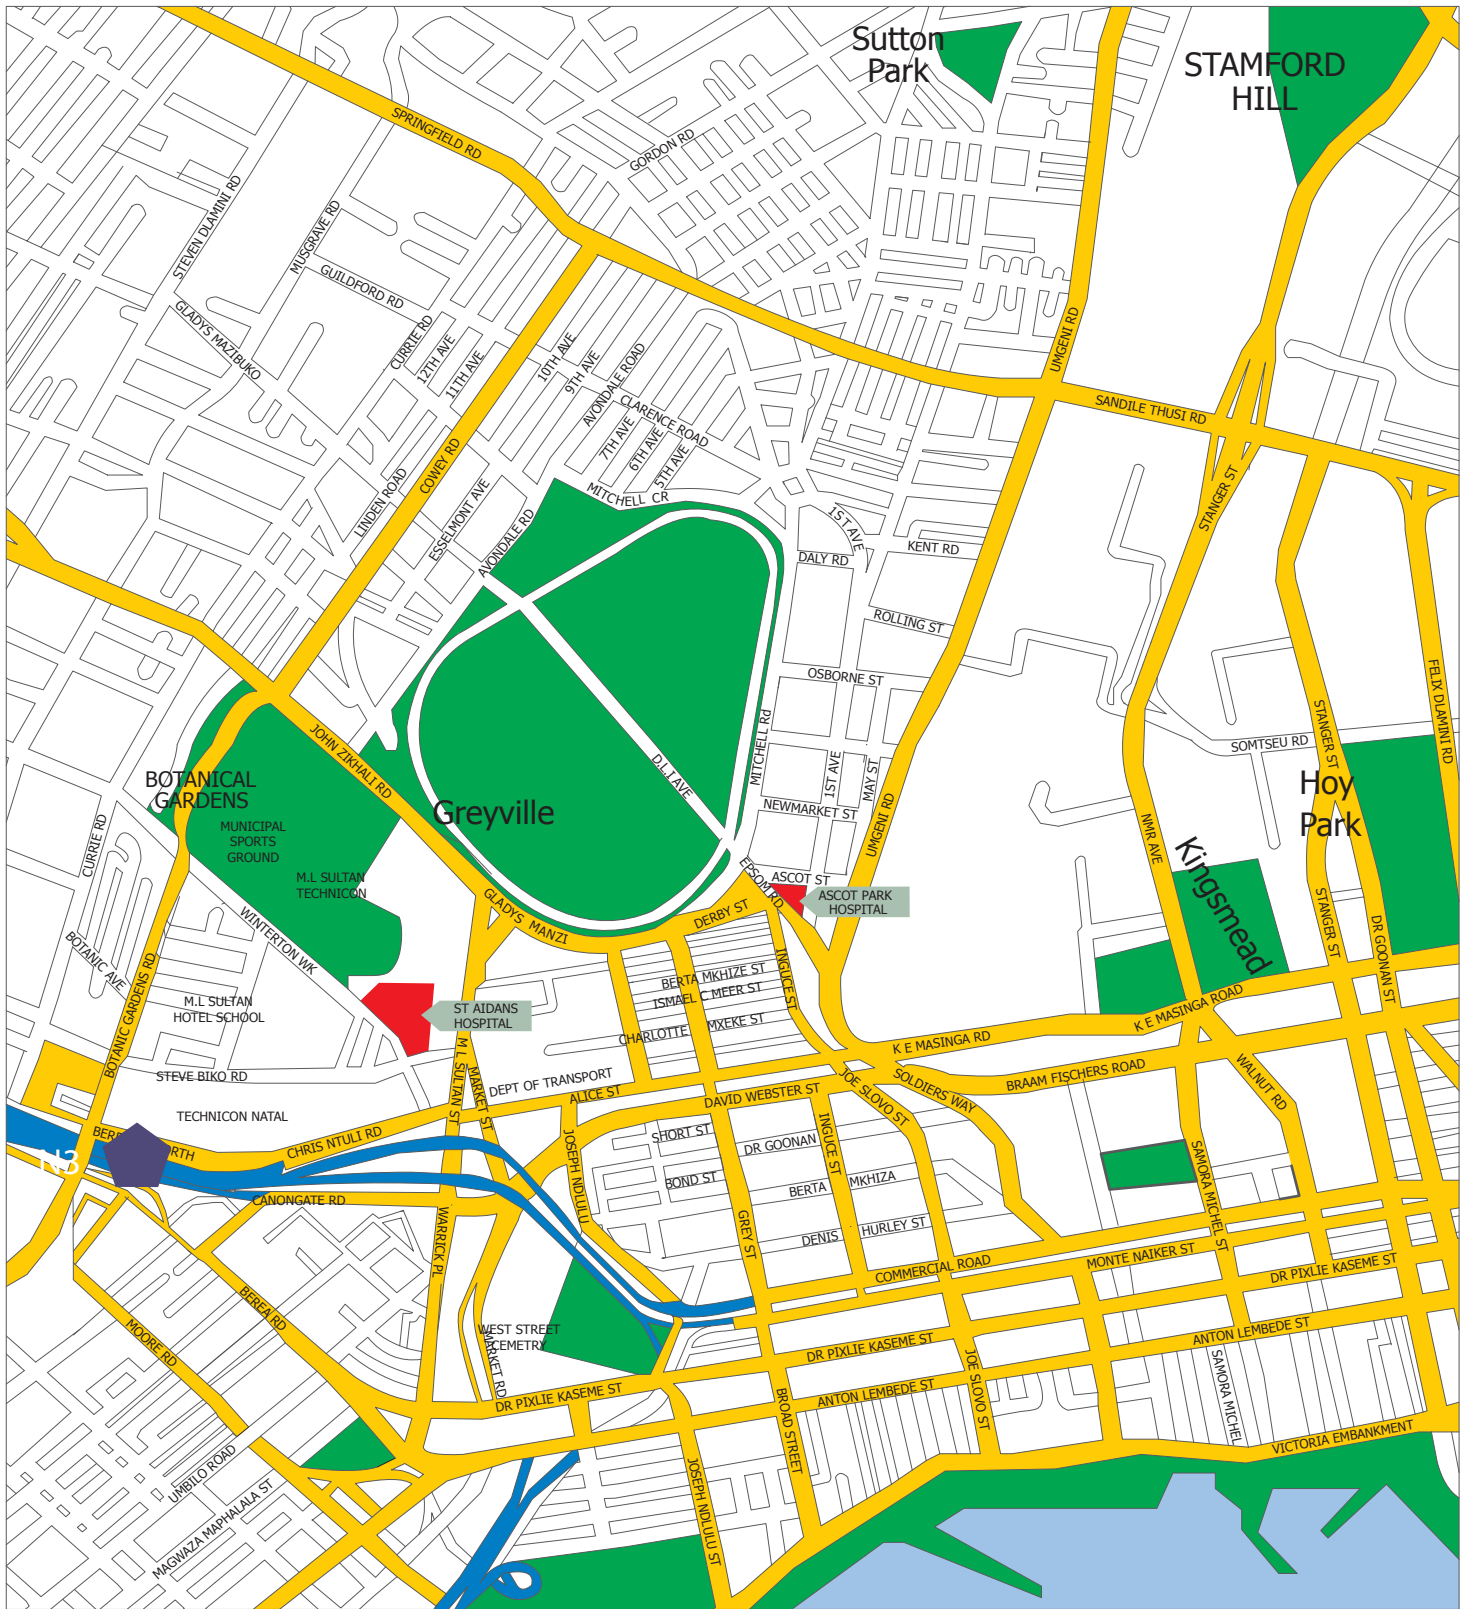 Sutton
Park
STAMFORD
HILL
SPRINGFIELD RD
GORDON RD
STEVEN DLAMINI RD
MUSGRAVE RD
GUILDFORD RD
GLADYS MAZIBUKO
CURRIE RD
12TH AVE
11TH AVE
10TH AVE
9TH AVE
AVONDALE ROAD
CLARENCE ROAD
7TH AVE
6TH AVE
5TH AVE
UMGENI RD
SANDILE THUSI RD
COWEY RD
LINDEN ROAD
ESSELMONT AVE
AVONDALE RD
MITCHELL CR
1ST AVE
KENT RD
DALY RD
STANGER ST
ROLLING ST
OSBORNE ST
FELIX DLAMINI RD
STANGER ST
SOMTSEU RD
Hoy
Park
JOHN ZIKHALI RD
D.L.I AVE
MITCHELL Rd
1ST AVE
MAY ST
NEWMARKET ST
UMGENI RD
NMR AVE
Kingsmead
BOTANICAL
GARDENS
MUNICIPAL
SPORTS
GROUND
Greyville
CURRIE RD
M.L SULTAN
TECHNICON
EPSOM RD
ASCOT ST
ASCOT PARK
HOSPITAL
GLADYS MANZI
DERBY ST
STANGER ST
DR GOONAN ST
WINTERTON WK
BOTANIC AVE
BOTANIC GARDENS RD
M.L SULTAN
HOTEL SCHOOL
ST AIDANS
HOSPITAL
INGUCE ST
BERTA MKHIZE ST
ISMAEL C MEER ST
CHARLOTTE MXEKE ST
K E MASINGA RD
K E MASINGA ROAD
STEVE BIKO RD
M L SULTAN ST
MARKET ST
DEPT OF TRANSPORT
ALICE ST
DAVID WEBSTER ST
JOE SLOVO ST
SOLDIERS WAY
BRAAM FISCHERS ROAD
WALNUT RD
TECHNICON NATAL
CHRIS NTULI RD
N3
CANONGATE RD
JOSEPH NDLULU
SHORT ST
DR GOONAN
INGUCE ST
BOND ST
BERTA MKHIZA
DENIS HURLEY ST
GREY ST
SAMORA MICHEL ST
WARRICK PL
COMMERCIAL ROAD
MONTE NAIKER ST
DR PIXLIE KASEME ST
BEREA RD
MOORE RD
WEST STREET
CEMETRY
MARKET RD
DR PIXLIE KASEME ST
ANTON LEMBEDE ST
DR PIXLIE KASEME ST
ANTON LEMBEDE ST
JOE SLOVO ST
SAMORA MICHEL
BROAD STREET
VICTORIA EMBANKMENT
UMBILO ROAD
MAGWAZA MAPHALALA ST
JOSEPH NDLULU ST